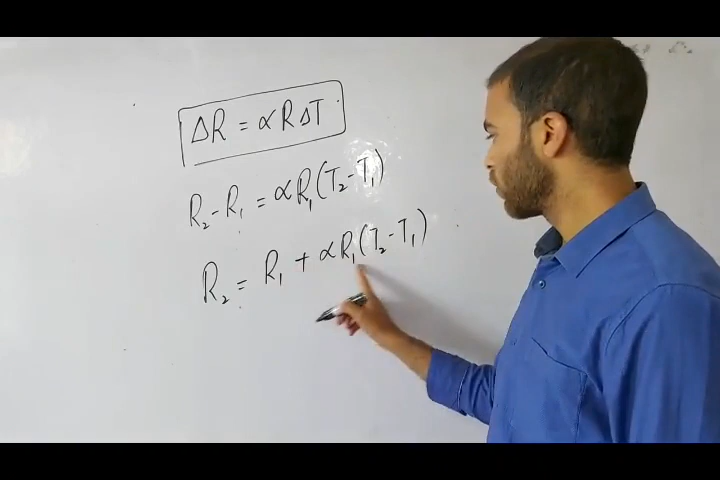 ΔR = αRΔT
R₂-R₁ = αR₁(T₂-T₁)
R₂ = R₁ + αR₁(T₂-T₁)